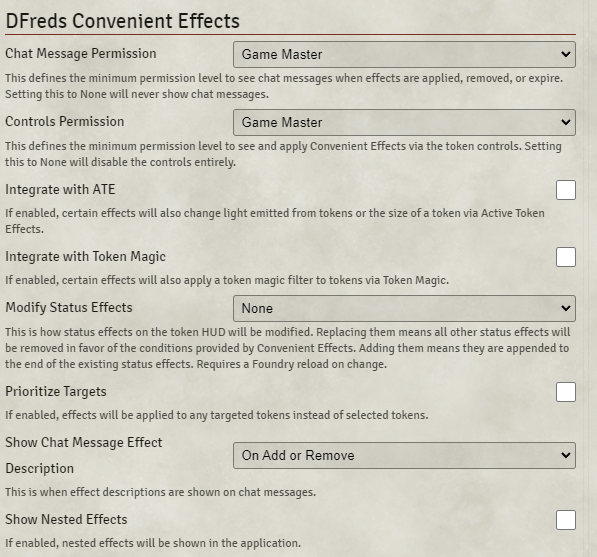 DFreds Convenient Effects
Chat Message Permission
Game Master
This defines the minimum permission level to see chat messages when effects are applied, removed, or expire.
Setting this to None will never show chat messages.
Controls Permission
Game Master
This defines the minimum permission level to see and apply Convenient Effects via the token controls. Setting
this to None will disable the controls entirely.
Integrate with ATE
If enabled, certain effects will also change light emitted from tokens or the size of a token via Active Token
Effects.
Integrate with Token Magic
If enabled, certain effects will also apply a token magic filter to tokens via Token Magic.
Modify Status Effects
None
This is how status effects on the token HUD will be modified. Replacing them means all other status effects will
be removed in favor of the conditions provided by Convenient Effects. Adding them means they are appended to
the end of the existing status effects. Requires a Foundry reload on change.
Prioritize Targets
If enabled, effects will be applied to any targeted tokens instead of selected tokens.
Show Chat Message Effect
Description
On Add or Remove
This is when effect descriptions are shown on chat messages.
Show Nested Effects
If enabled, nested effects will be shown in the application.